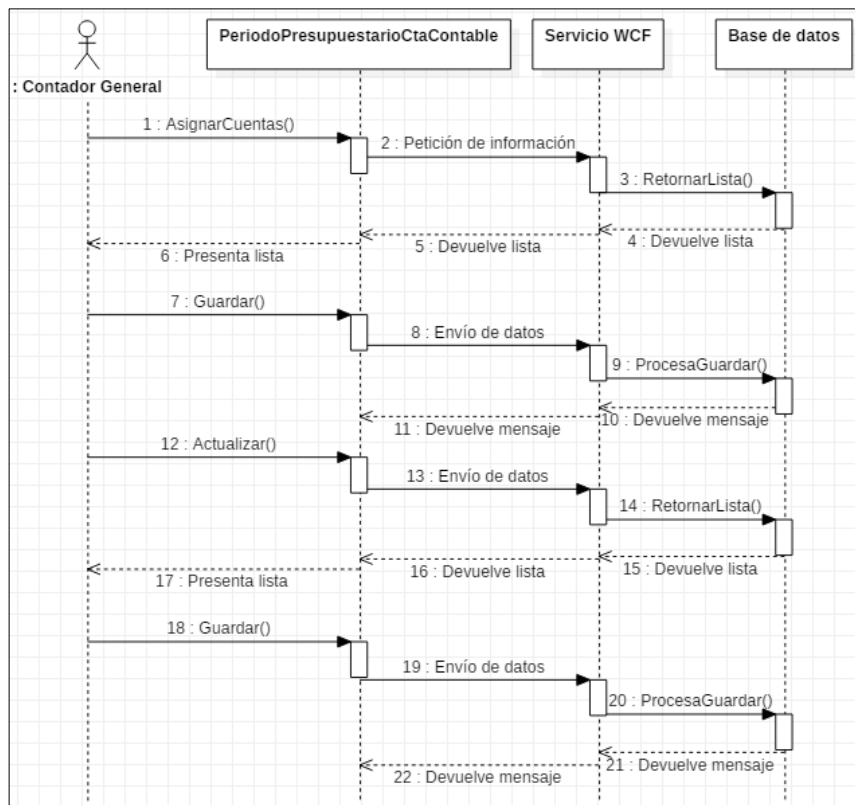 PeriodoPresupuestarioCtaContable
Servicio WCF
Base de datos
: Contador General
1 : AsignarCuentas()
2 : Petición de información
3 : RetornarLista()
4 : Devuelve lista
5 : Devuelve lista
6 : Presenta lista
7 : Guardar()
8 : Envío de datos
9 : ProcesaGuardar()
10 : Devuelve mensaje
11 : Devuelve mensaje
12 : Actualizar()
13 : Envío de datos
14 : RetornarLista()
15 : Devuelve lista
16 : Devuelve lista
17 : Presenta lista
18 : Guardar()
19 : Envío de datos
20 : ProcesaGuardar()
21 : Devuelve mensaje
22 : Devuelve mensaje